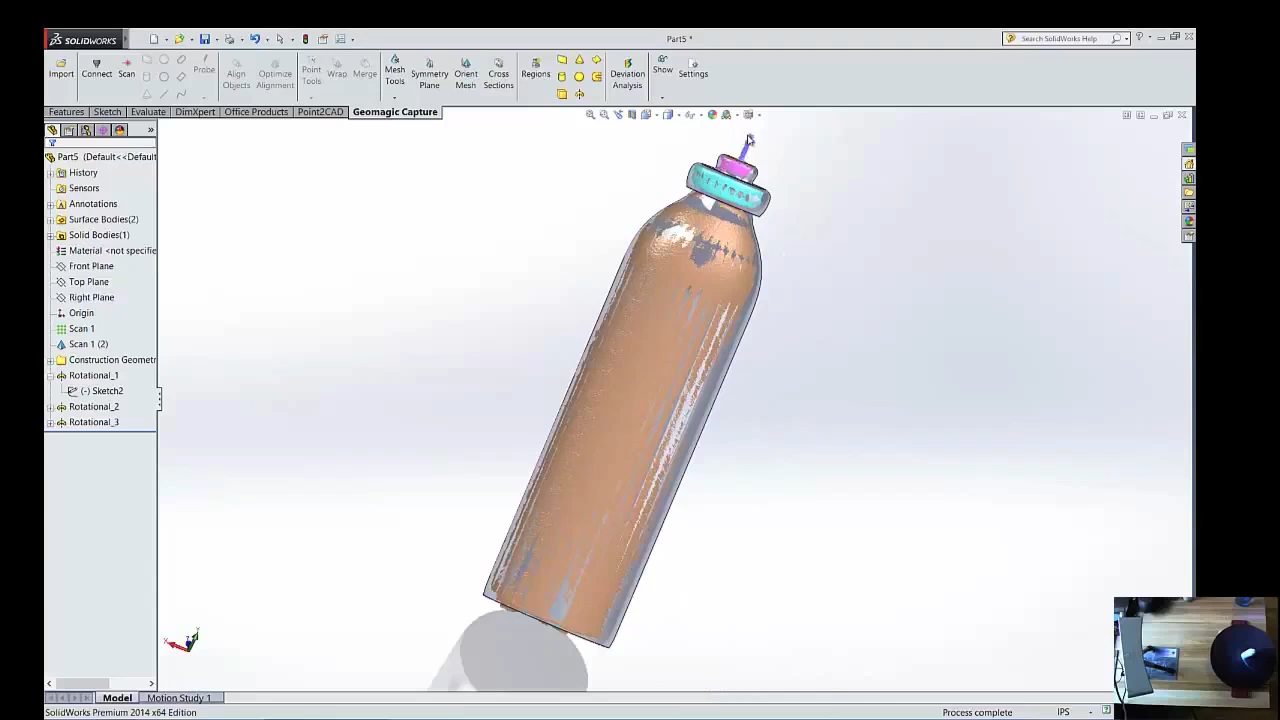 SOLIDWORKS
Part5 *
Search SolidWorks Help
Import
Connect
Scan
Probe
Align Objects
Optimize Alignment
Point Tools
Wrap
Merge
Mesh Tools
Symmetry Plane
Orient Mesh
Cross Sections
Regions
Deviation Analysis
Show
Settings
Features
Sketch
Evaluate
DimXpert
Office Products
Point2CAD
Geomagic Capture
Part5 (Default<<Default
History
Sensors
Annotations
Surface Bodies(2)
Solid Bodies(1)
Material <not specifie
Front Plane
Top Plane
Right Plane
Origin
Scan 1
Scan 1 (2)
Construction Geometr
Rotational_1
(-) Sketch2
Rotational_2
Rotational_3
X
Y
Z
Model
Motion Study 1
SolidWorks Premium 2014 x64 Edition
Process complete
IPS